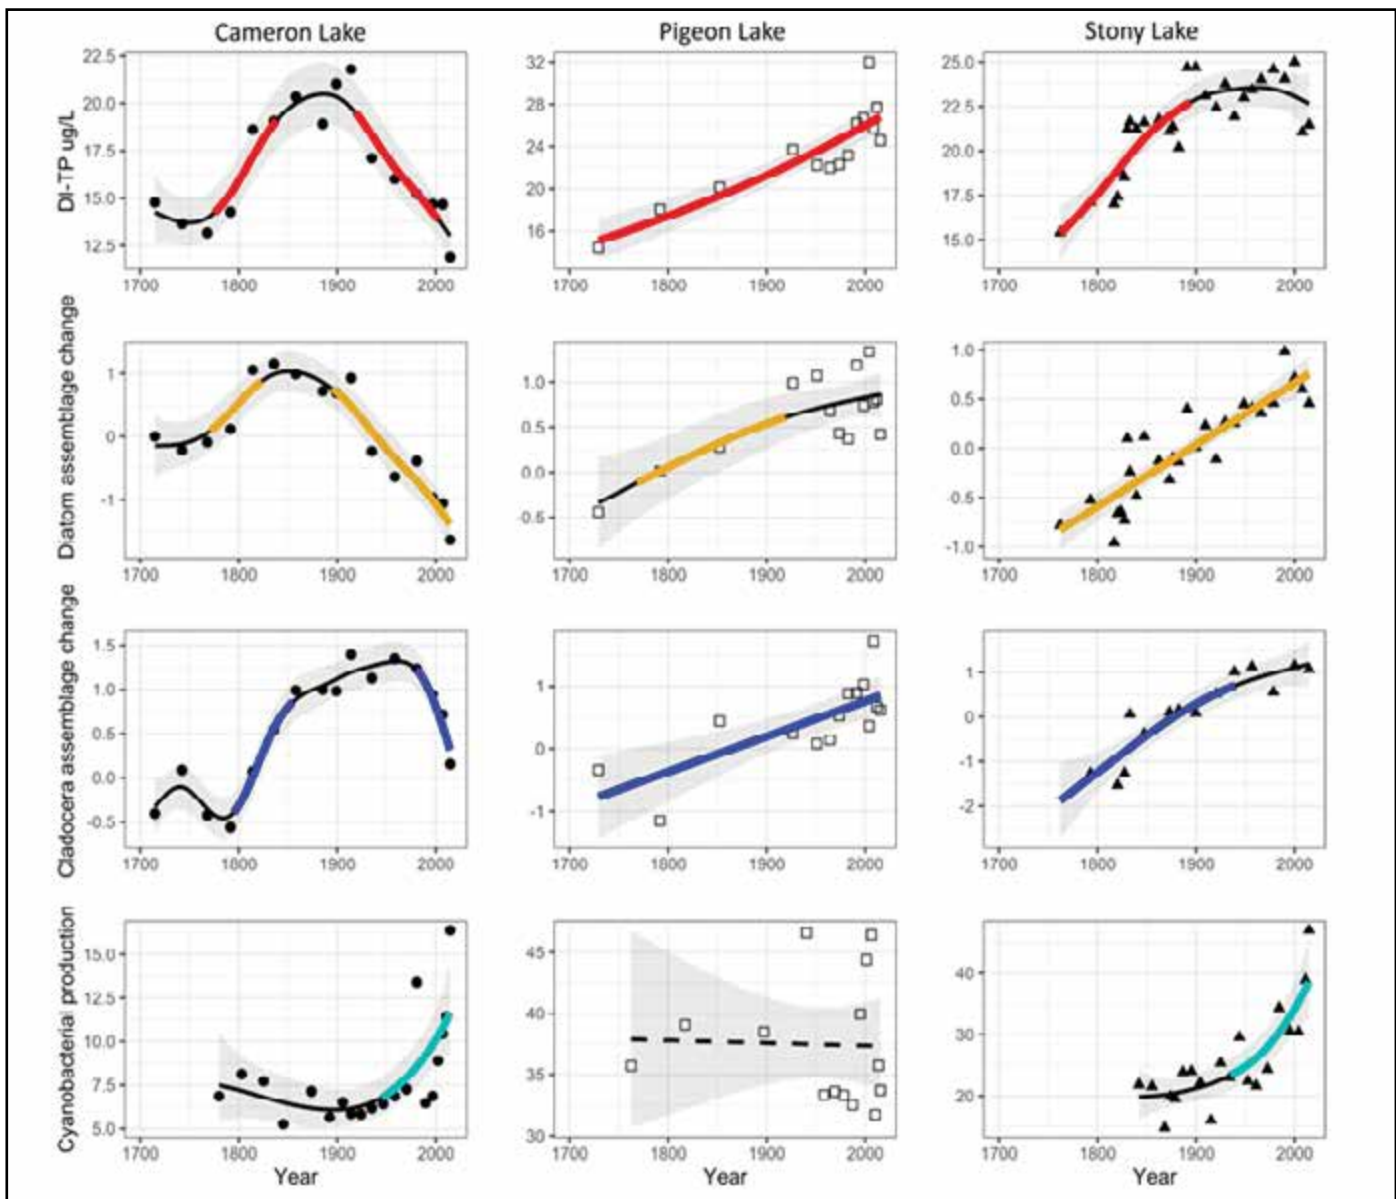 Cameron Lake Pigeon Lake Stony Lake
DI-TP ug/L
22.5
20.0
17.5
15.0
12.5
1700 1800 1900 2000
32
28
24
20
16
1700 1800 1900 2000
25.0
22.5
20.0
17.5
15.0
1700 1800 1900 2000
Diatom assemblage change
1
0
-1
1700 1800 1900 2000
1.0
0.5
0.0
-0.5
1700 1800 1900 2000
1.0
0.5
0.0
-0.5
-1.0
1700 1800 1900 2000
Cladocera assemblage change
1.5
1.0
0.5
0.0
-0.5
1700 1800 1900 2000
1
0
-1
1700 1800 1900 2000
1
0
-1
-2
1700 1800 1900 2000
Cyanobacterial production
15.0
12.5
10.0
7.5
5.0
1700 1800 1900 2000
Year
45
40
35
30
1700 1800 1900 2000
Year
40
30
20
1700 1800 1900 2000
Year